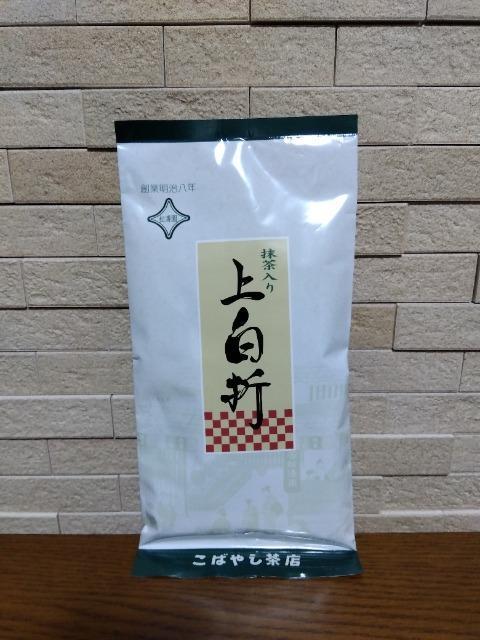 創業明治八年
抹茶入り
上白折
こばやし茶店